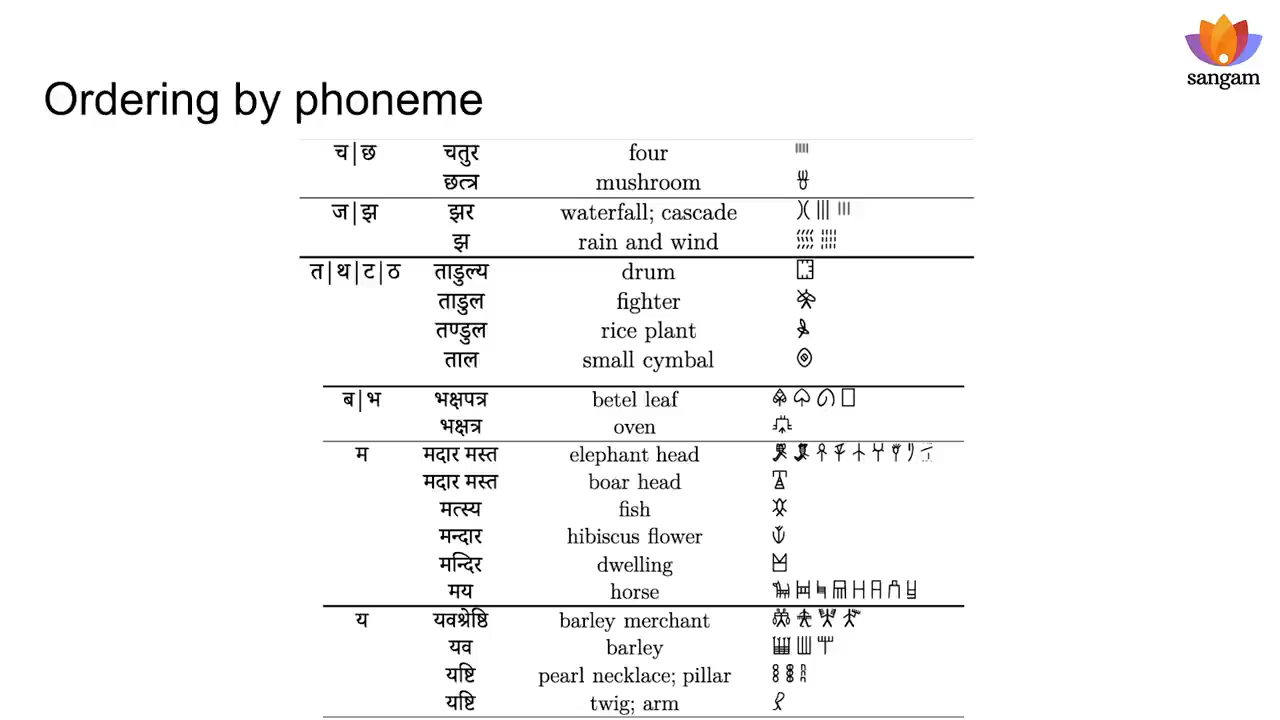 sangam
Ordering by phoneme
च|छ चतुर four
छत्र mushroom
ज|झ झर waterfall; cascade
झ rain and wind
त|थ|ट|ठ ताडुल्य drum
ताडुल fighter
तण्डुल rice plant
ताल small cymbal
ब|भ भक्षपत्र betel leaf
भक्षत्र oven
म मदार मस्त elephant head
मदार मस्त boar head
मत्स्य fish
मन्दार hibiscus flower
मन्दिर dwelling
मय horse
य यवश्रेष्ठि barley merchant
यव barley
यष्टि pearl necklace; pillar
यष्टि twig; arm